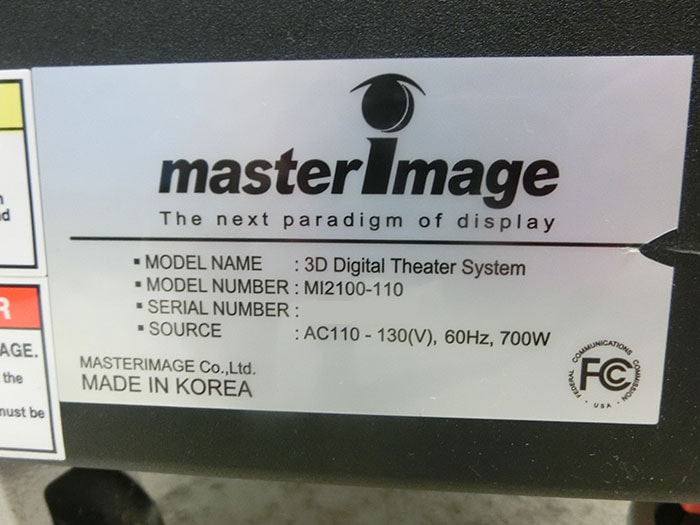 masterimage
The next paradigm of display
▪ MODEL NAME : 3D Digital Theater System
▪ MODEL NUMBER : MI2100-110
▪ SERIAL NUMBER :
▪ SOURCE : AC110 - 130(V), 60Hz, 700W
MASTERIMAGE Co.,Ltd.
MADE IN KOREA
FEDERAL COMMUNICATIONS COMMISSION
FC
USA
R
AGE.
the
must be